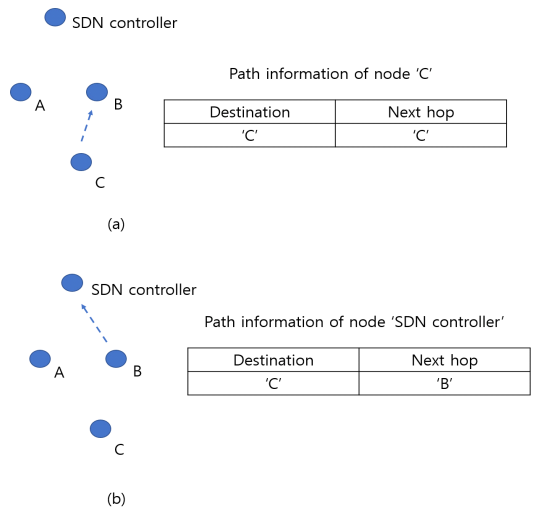 SDN controller
Path information of node ‘C’
A
B
Destination
Next hop
‘C’
‘C’
C
(a)
SDN controller
Path information of node ‘SDN controller’
A
B
Destination
Next hop
‘C’
‘B’
C
(b)